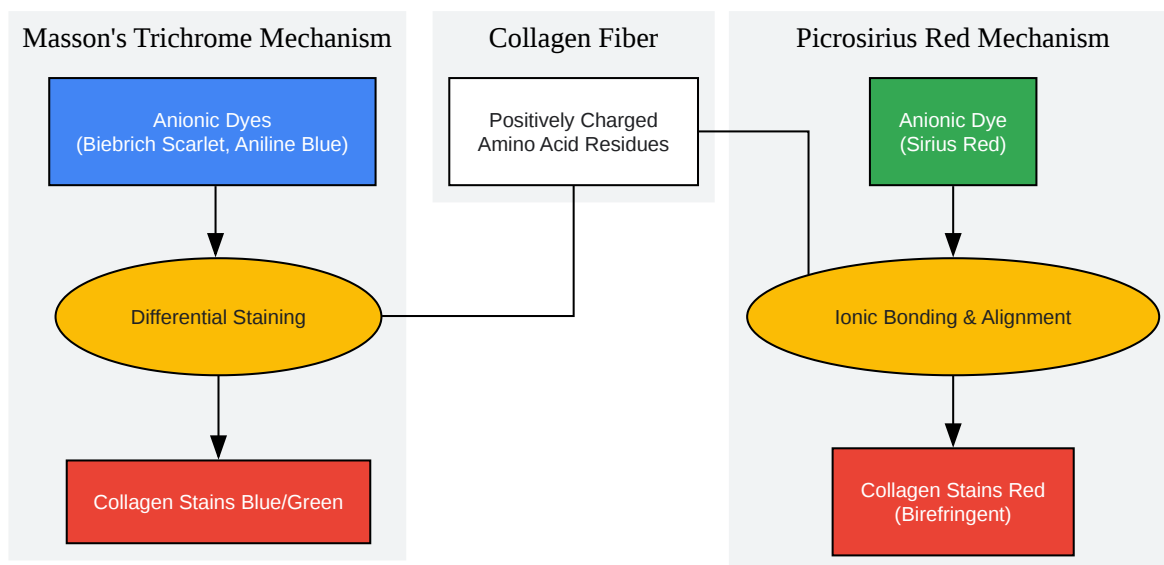 Masson's Trichrome Mechanism
Anionic Dyes
(Biebrich Scarlet, Aniline Blue)
Differential Staining
Collagen Stains Blue/Green
Collagen Fiber
Positively Charged
Amino Acid Residues
Picrosirius Red Mechanism
Anionic Dye
(Sirius Red)
Ionic Bonding & Alignment
Collagen Stains Red
(Birefringent)